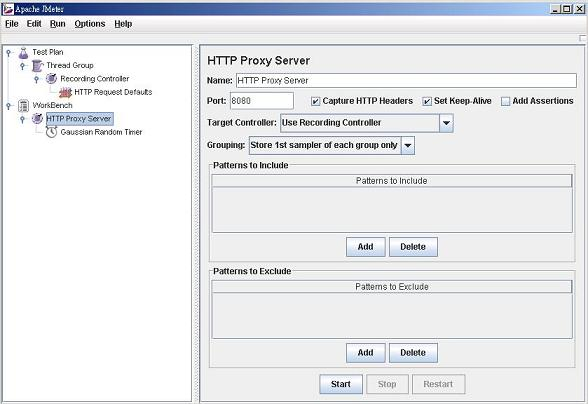 Apache JMeter
File Edit Run Options Help
Test Plan
Thread Group
Recording Controller
HTTP Request Defaults
WorkBench
HTTP Proxy Server
Gaussian Random Timer
HTTP Proxy Server
Name: HTTP Proxy Server
Port: 8080 Capture HTTP Headers Set Keep-Alive Add Assertions
Target Controller: Use Recording Controller
Grouping: Store 1st sampler of each group only
Patterns to Include
Patterns to Include
Add Delete
Patterns to Exclude
Patterns to Exclude
Add Delete
Start Stop Restart